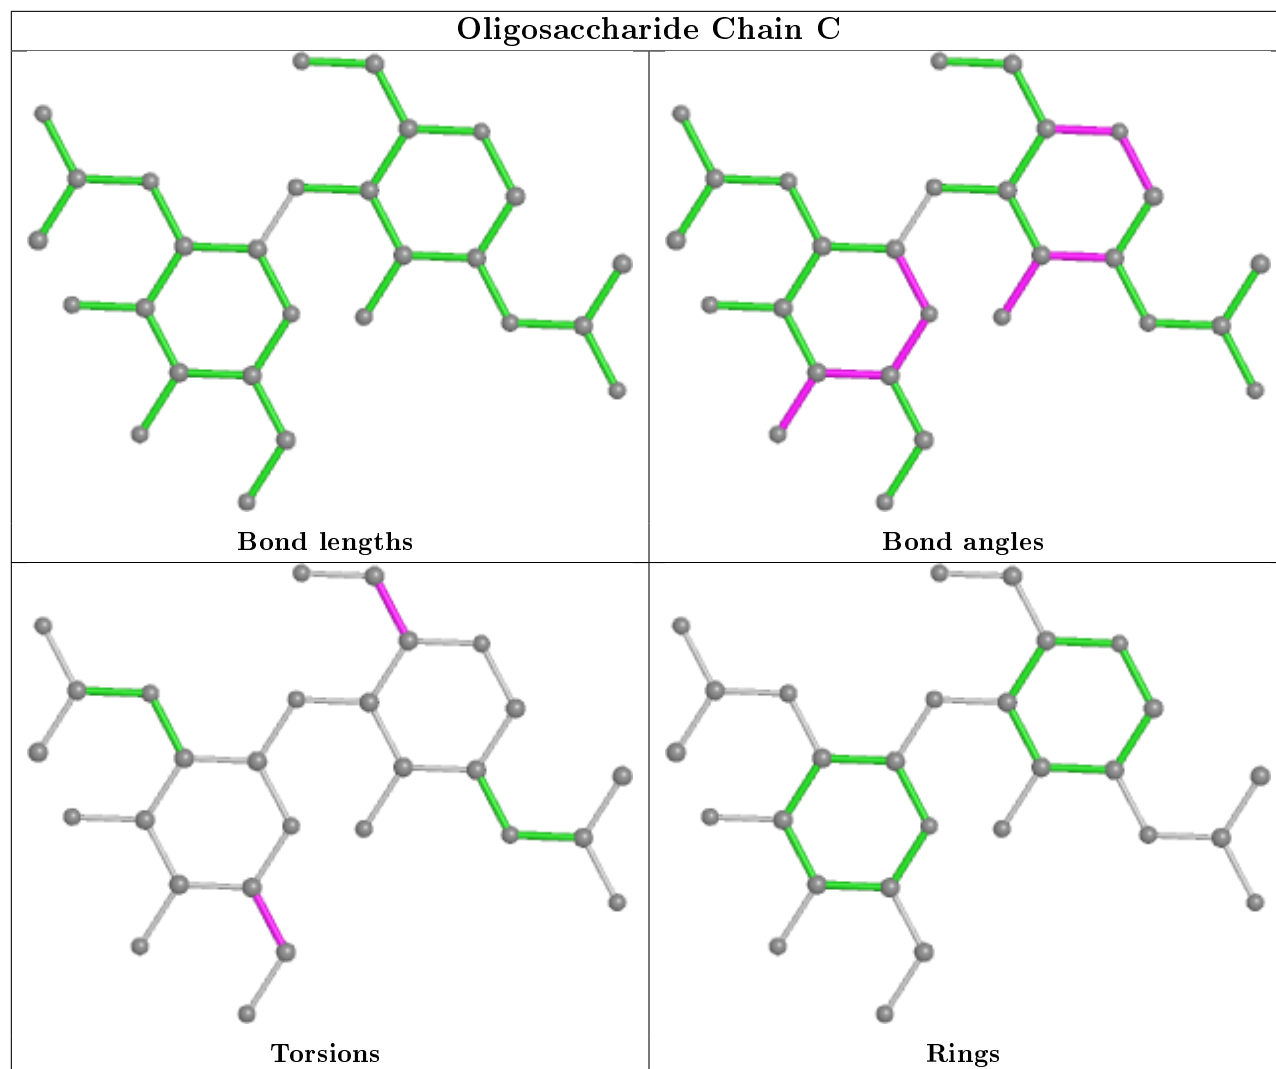 Oligosaccharide Chain C
Bond lengths
Bond angles
Torsions
Rings